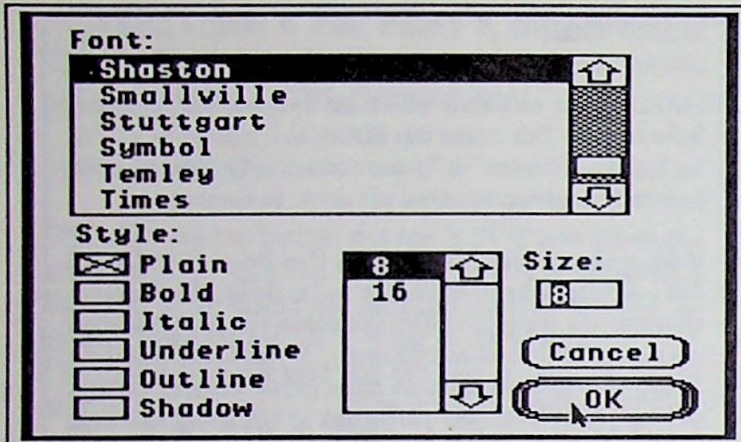 Font:
Shaston
Smallville
Stuttgart
Symbol
Temley
Times
Style:
Plain
Bold
Italic
Underline
Outline
Shadow
8
16
Size:
8
Cancel
OK